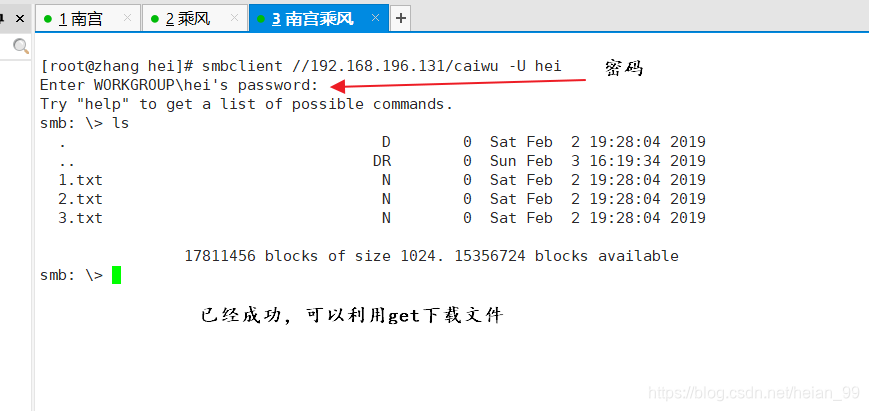 1 南宫 × 2 乘风 × 3 南宫乘风 × +
[root@zhang hei]# smbclient //192.168.196.131/caiwu -U hei 密码
Enter WORKGROUP\hei's password:
Try "help" to get a list of possible commands.
smb: \> ls
. D 0 Sat Feb 2 19:28:04 2019
.. DR 0 Sun Feb 3 16:19:34 2019
1.txt N 0 Sat Feb 2 19:28:04 2019
2.txt N 0 Sat Feb 2 19:28:04 2019
3.txt N 0 Sat Feb 2 19:28:04 2019
17811456 blocks of size 1024. 15356724 blocks available
smb: \>
已经成功，可以利用get下载文件
https://blog.csdn.net/heian_99